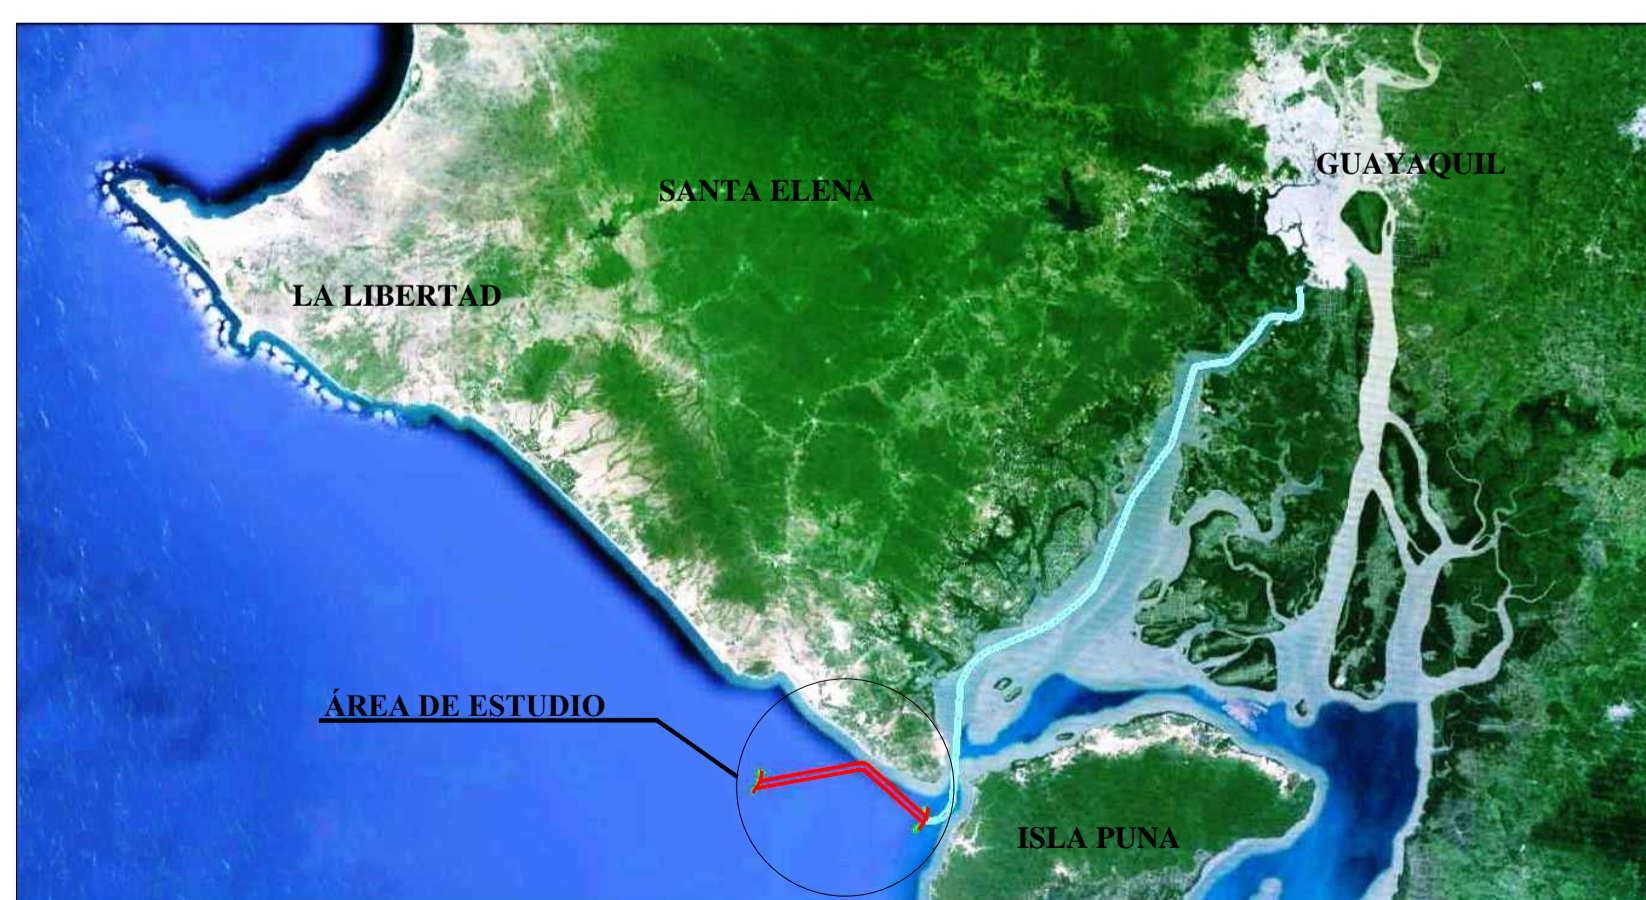 GUAYAQUIL
SANTA ELENA
LA LIBERTAD
ÁREA DE ESTUDIO
ISLA PUNA